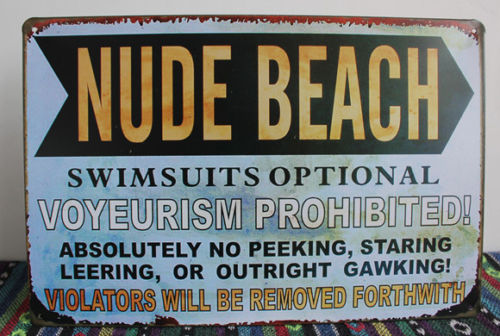 NUDE BEACH
SWIMSUITS OPTIONAL
VOYEURISM PROHIBITED!
ABSOLUTELY NO PEEKING, STARING
LEERING, OR OUTRIGHT GAWKING!
VIOLATORS WILL BE REMOVED FORTHWITH